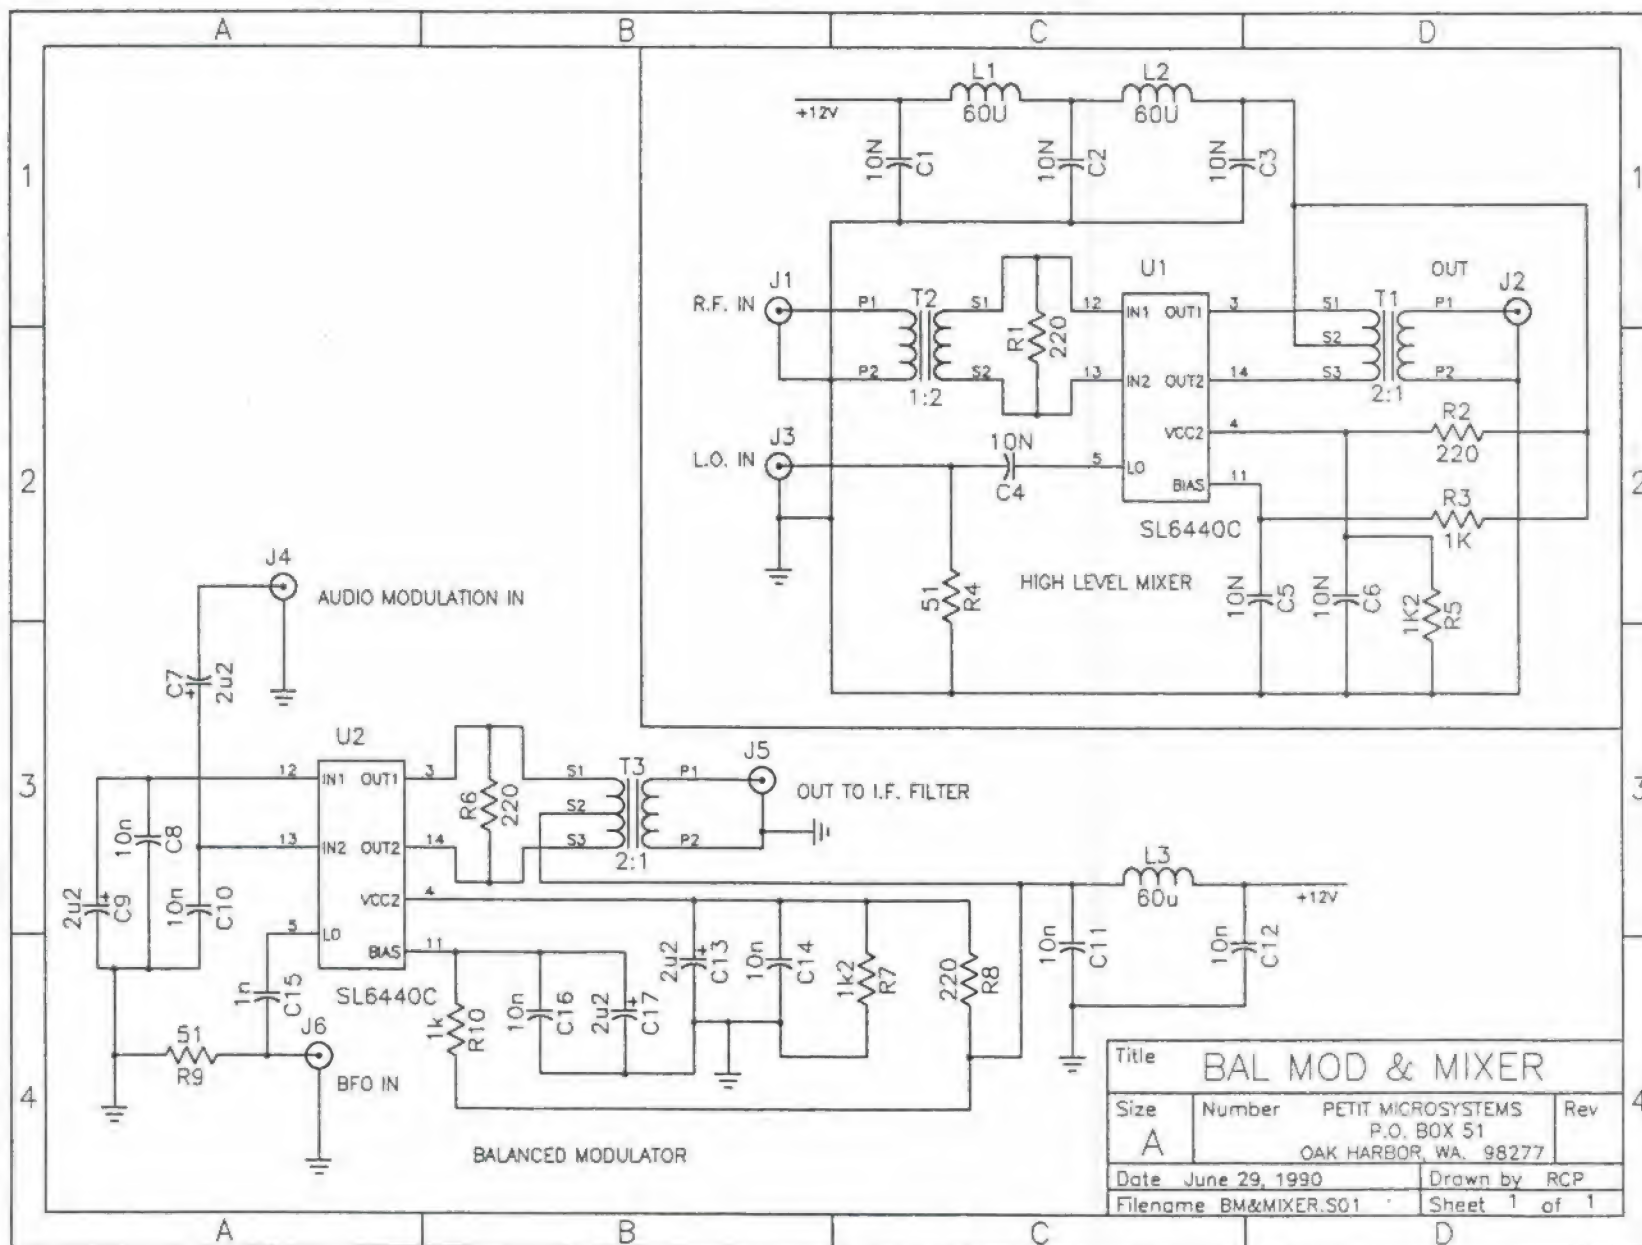 A B C D
1 1
2 2
3 3
4 4
L1
60U
L2
60U
+12V
10N C1
10N C2
10N C3
R.F. IN
J1
P1
P2
T2
1:2
S1
S2
R1 220
12
13
U1
IN1 OUT1
IN2 OUT2
VCC2
LO
BIAS
SL6440C
3
14
4
11
S1
S2
S3
T1
2:1
P1
P2
OUT
J2
L.O. IN
J3
10N
C4
5
R2
220
R3
1K
51 R4
HIGH LEVEL MIXER
10N C5
10N C6
1K2 R5
J4
AUDIO MODULATION IN
C7 + 2u2
U2
12
13
IN1 OUT1
IN2 OUT2
VCC2
LO
BIAS
SL6440C
3
14
4
11
5
R6 220
S1
S2
S3
T3
2:1
P1
P2
J5
OUT TO I.F. FILTER
10n C8
2u2 + C9
10n C10
1n C15
51
R9
J6
BFO IN
1k R10
10n C16
2u2 + C17
2u2 + C13
10n C14
1k2 R7
220 R8
10n C11
L3
60u
10n C12
+12V
BALANCED MODULATOR
Title BAL MOD & MIXER
Size A
Number PETIT MICROSYSTEMS
P.O. BOX 51
OAK HARBOR, WA. 98277
Rev
Date June 29, 1990
Drawn by RCP
Filename BM&MIXER.S01
Sheet 1 of 1
A B C D